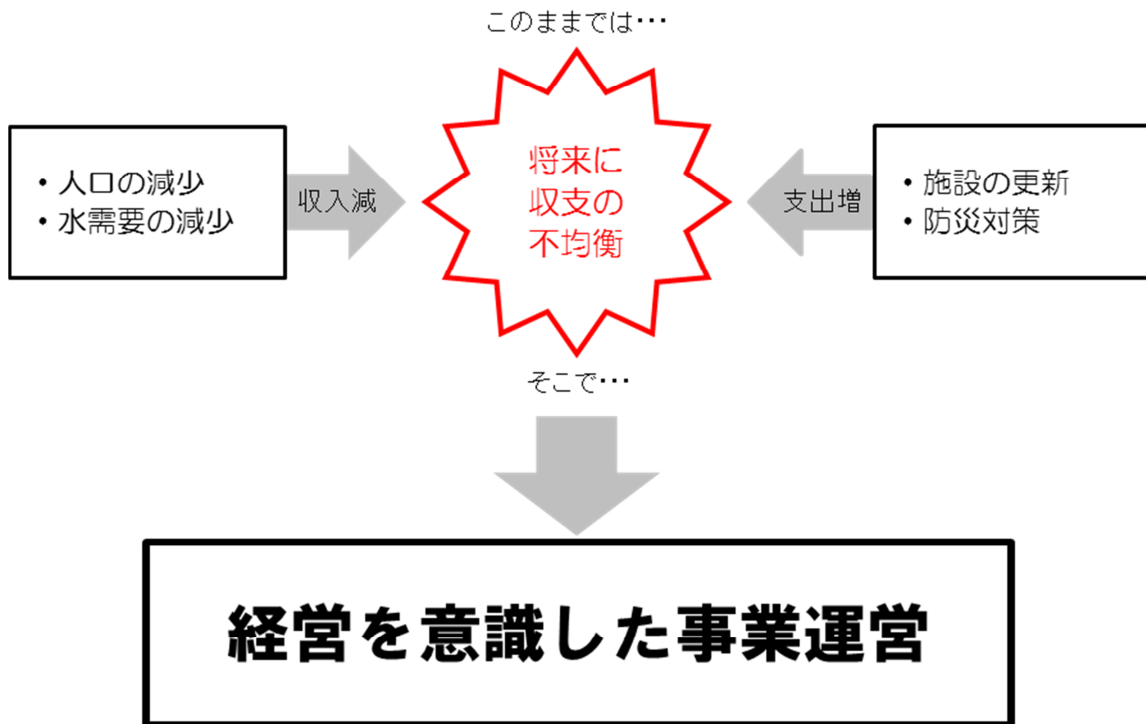 このままでは･･･
・人口の減少
・水需要の減少
収入減
将来に
収支の
不均衡
支出増
・施設の更新
・防災対策
そこで･･･
経営を意識した事業運営